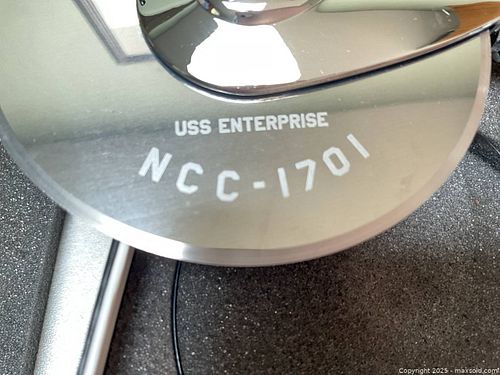 USS ENTERPRISE
NCC-1701
Copyright 2025 - maxsold.com